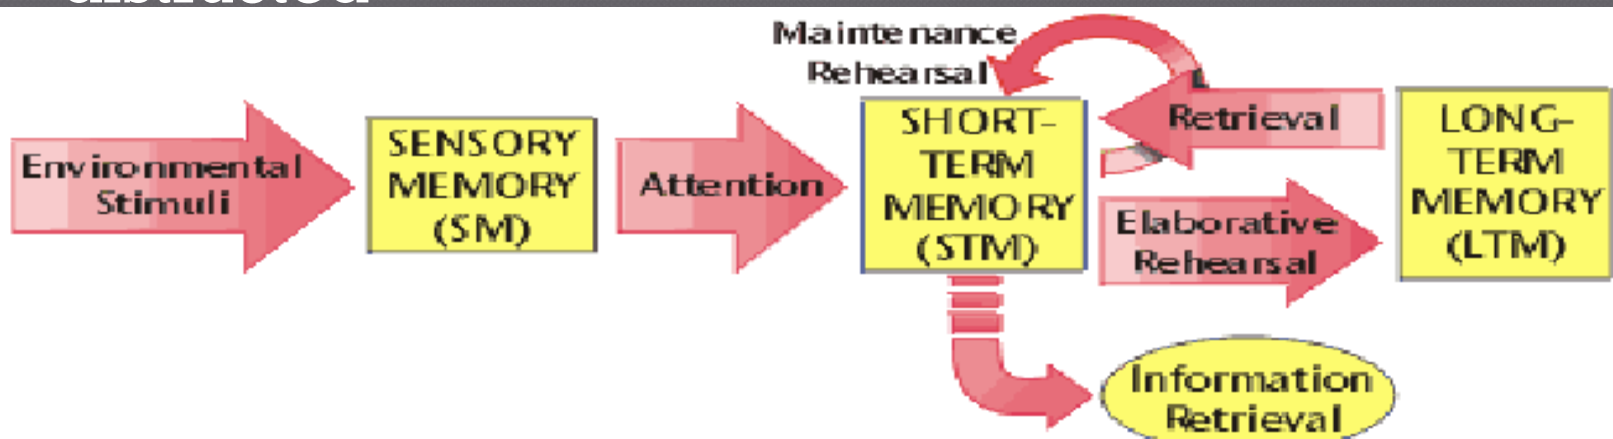 Maintenance
Rehearsal
Environmental
Stimuli
SENSORY
MEMORY
(SM)
Attention
SHORT-
TERM
MEMORY
(STM)
Retrieval
Elaborative
Rehearsal
LONG-
TERM
MEMORY
(LTM)
Information
Retrieval